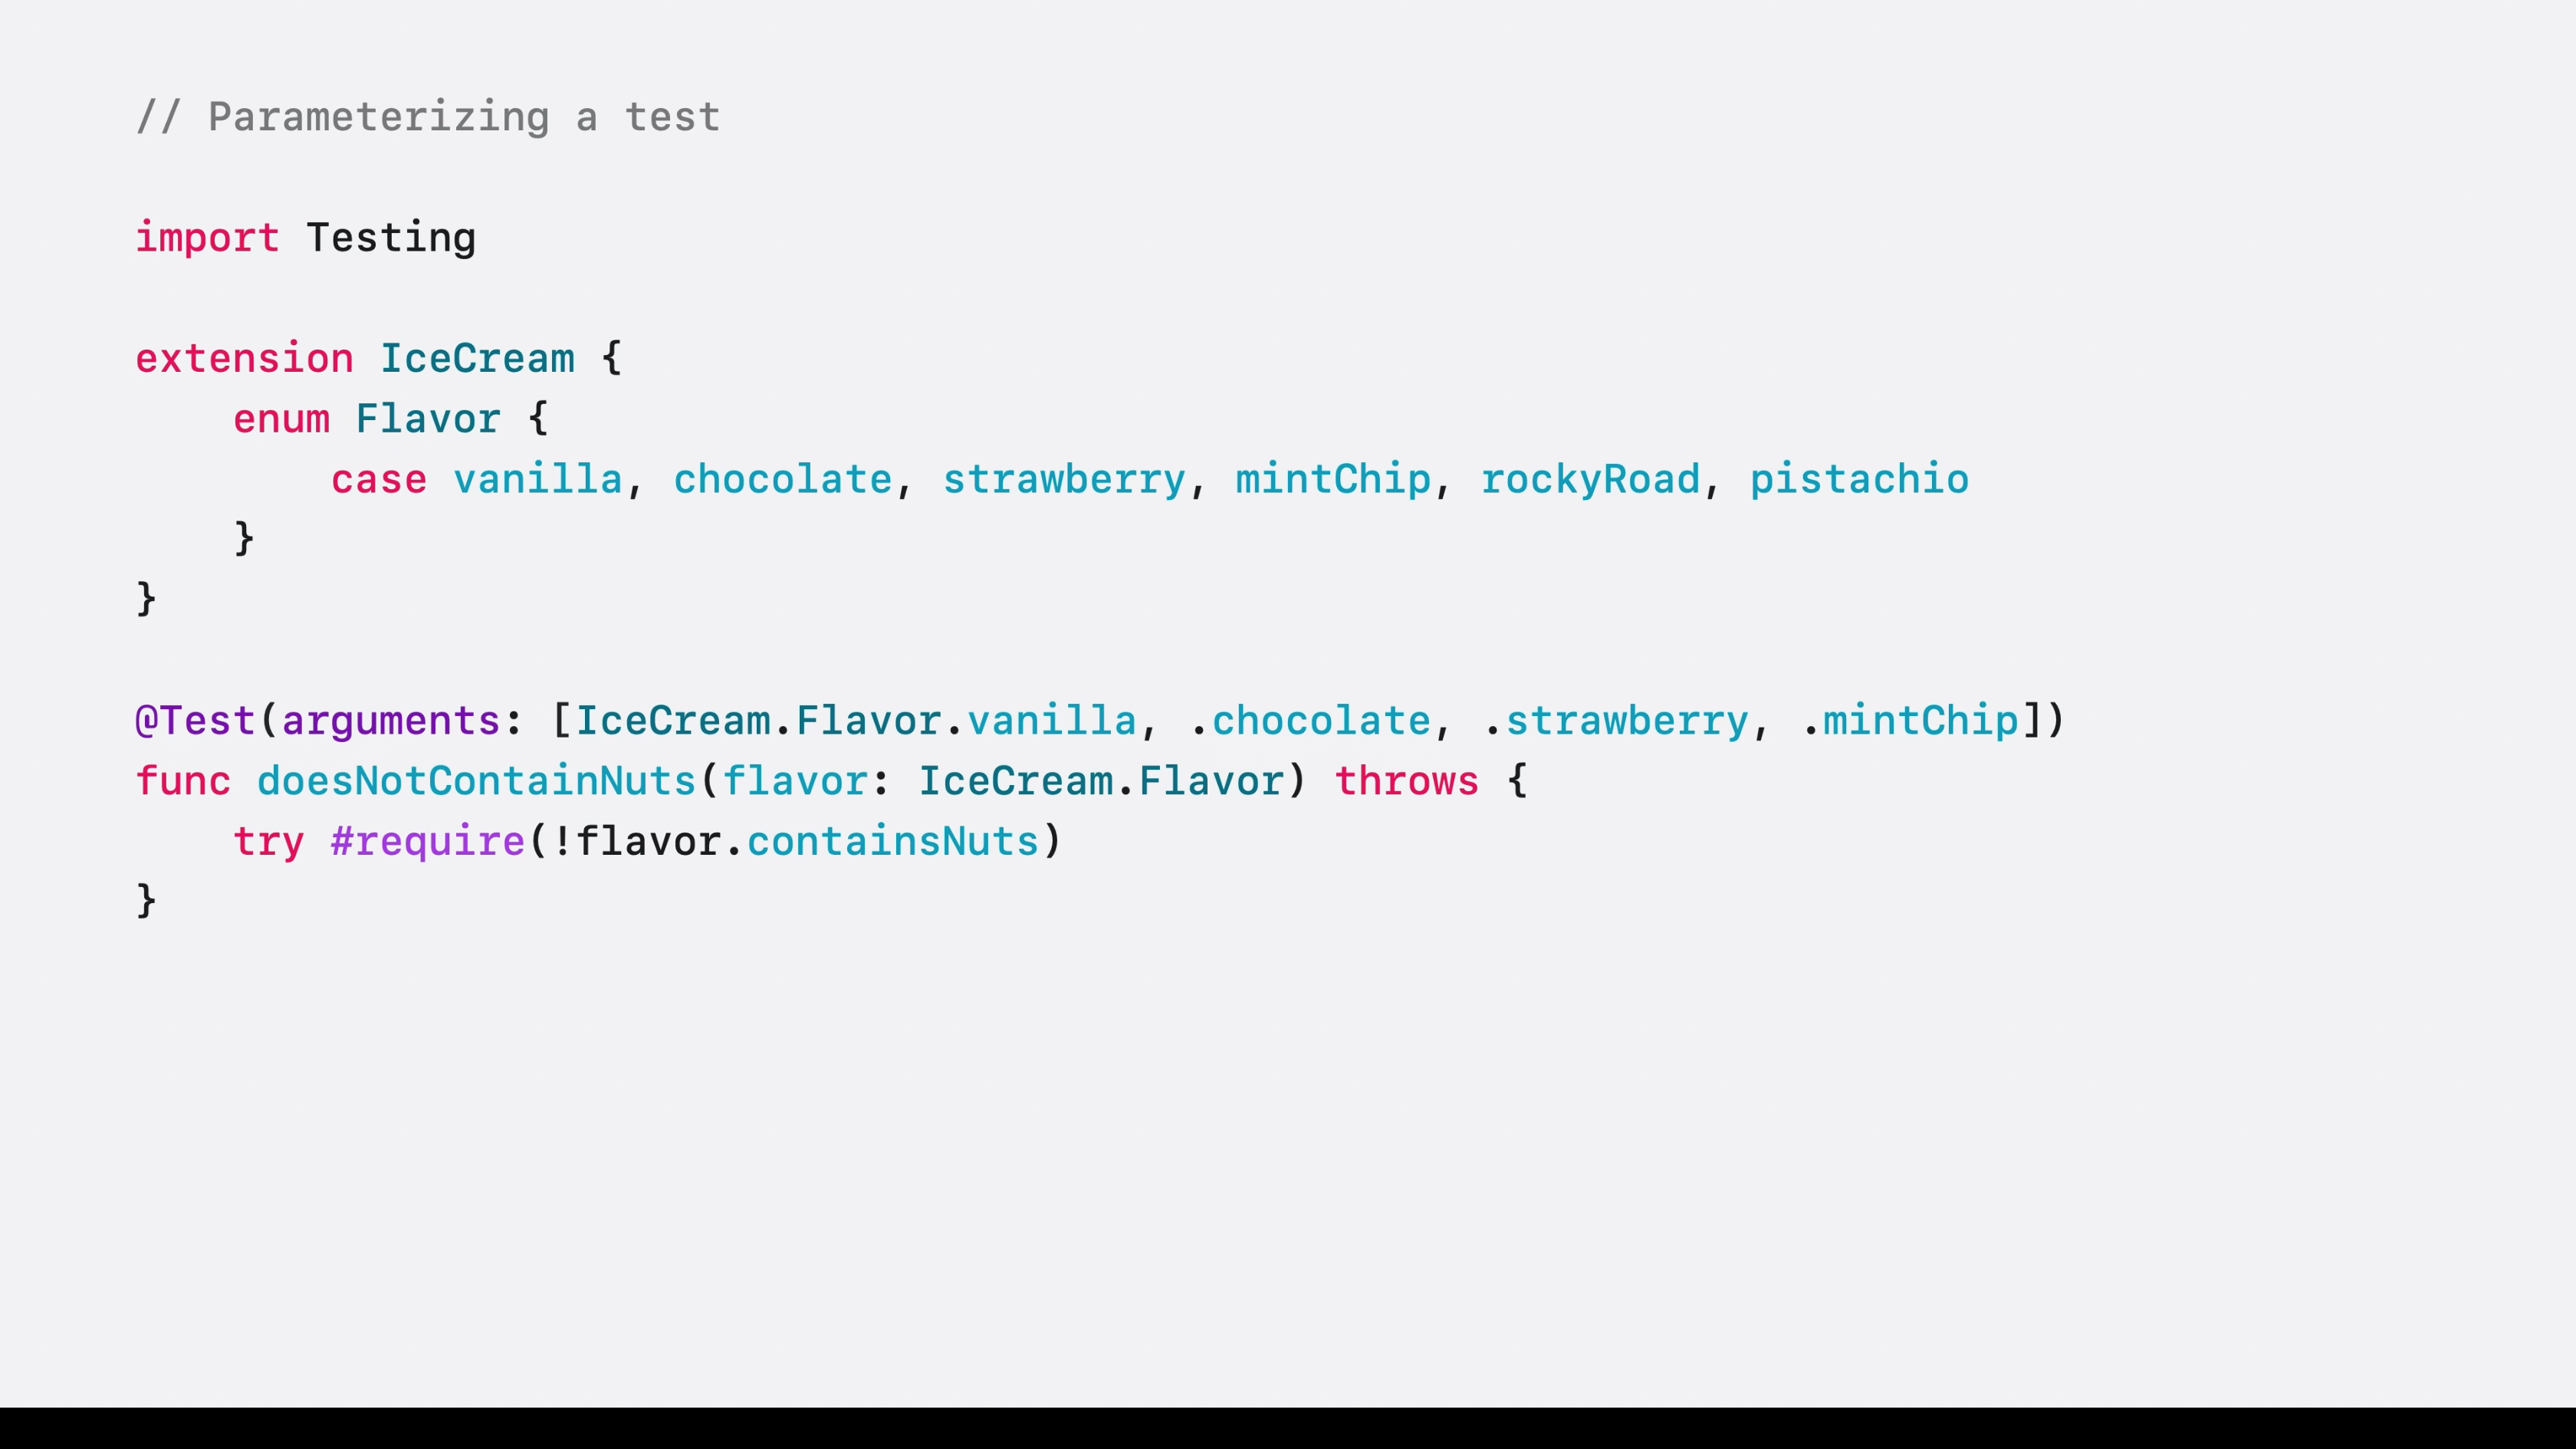 // Parameterizing a test
import Testing
extension IceCream {
    enum Flavor {
        case vanilla, chocolate, strawberry, mintChip, rockyRoad, pistachio
    }
}
@Test(arguments: [IceCream.Flavor.vanilla, .chocolate, .strawberry, .mintChip])
func doesNotContainNuts(flavor: IceCream.Flavor) throws {
    try #require(!flavor.containsNuts)
}